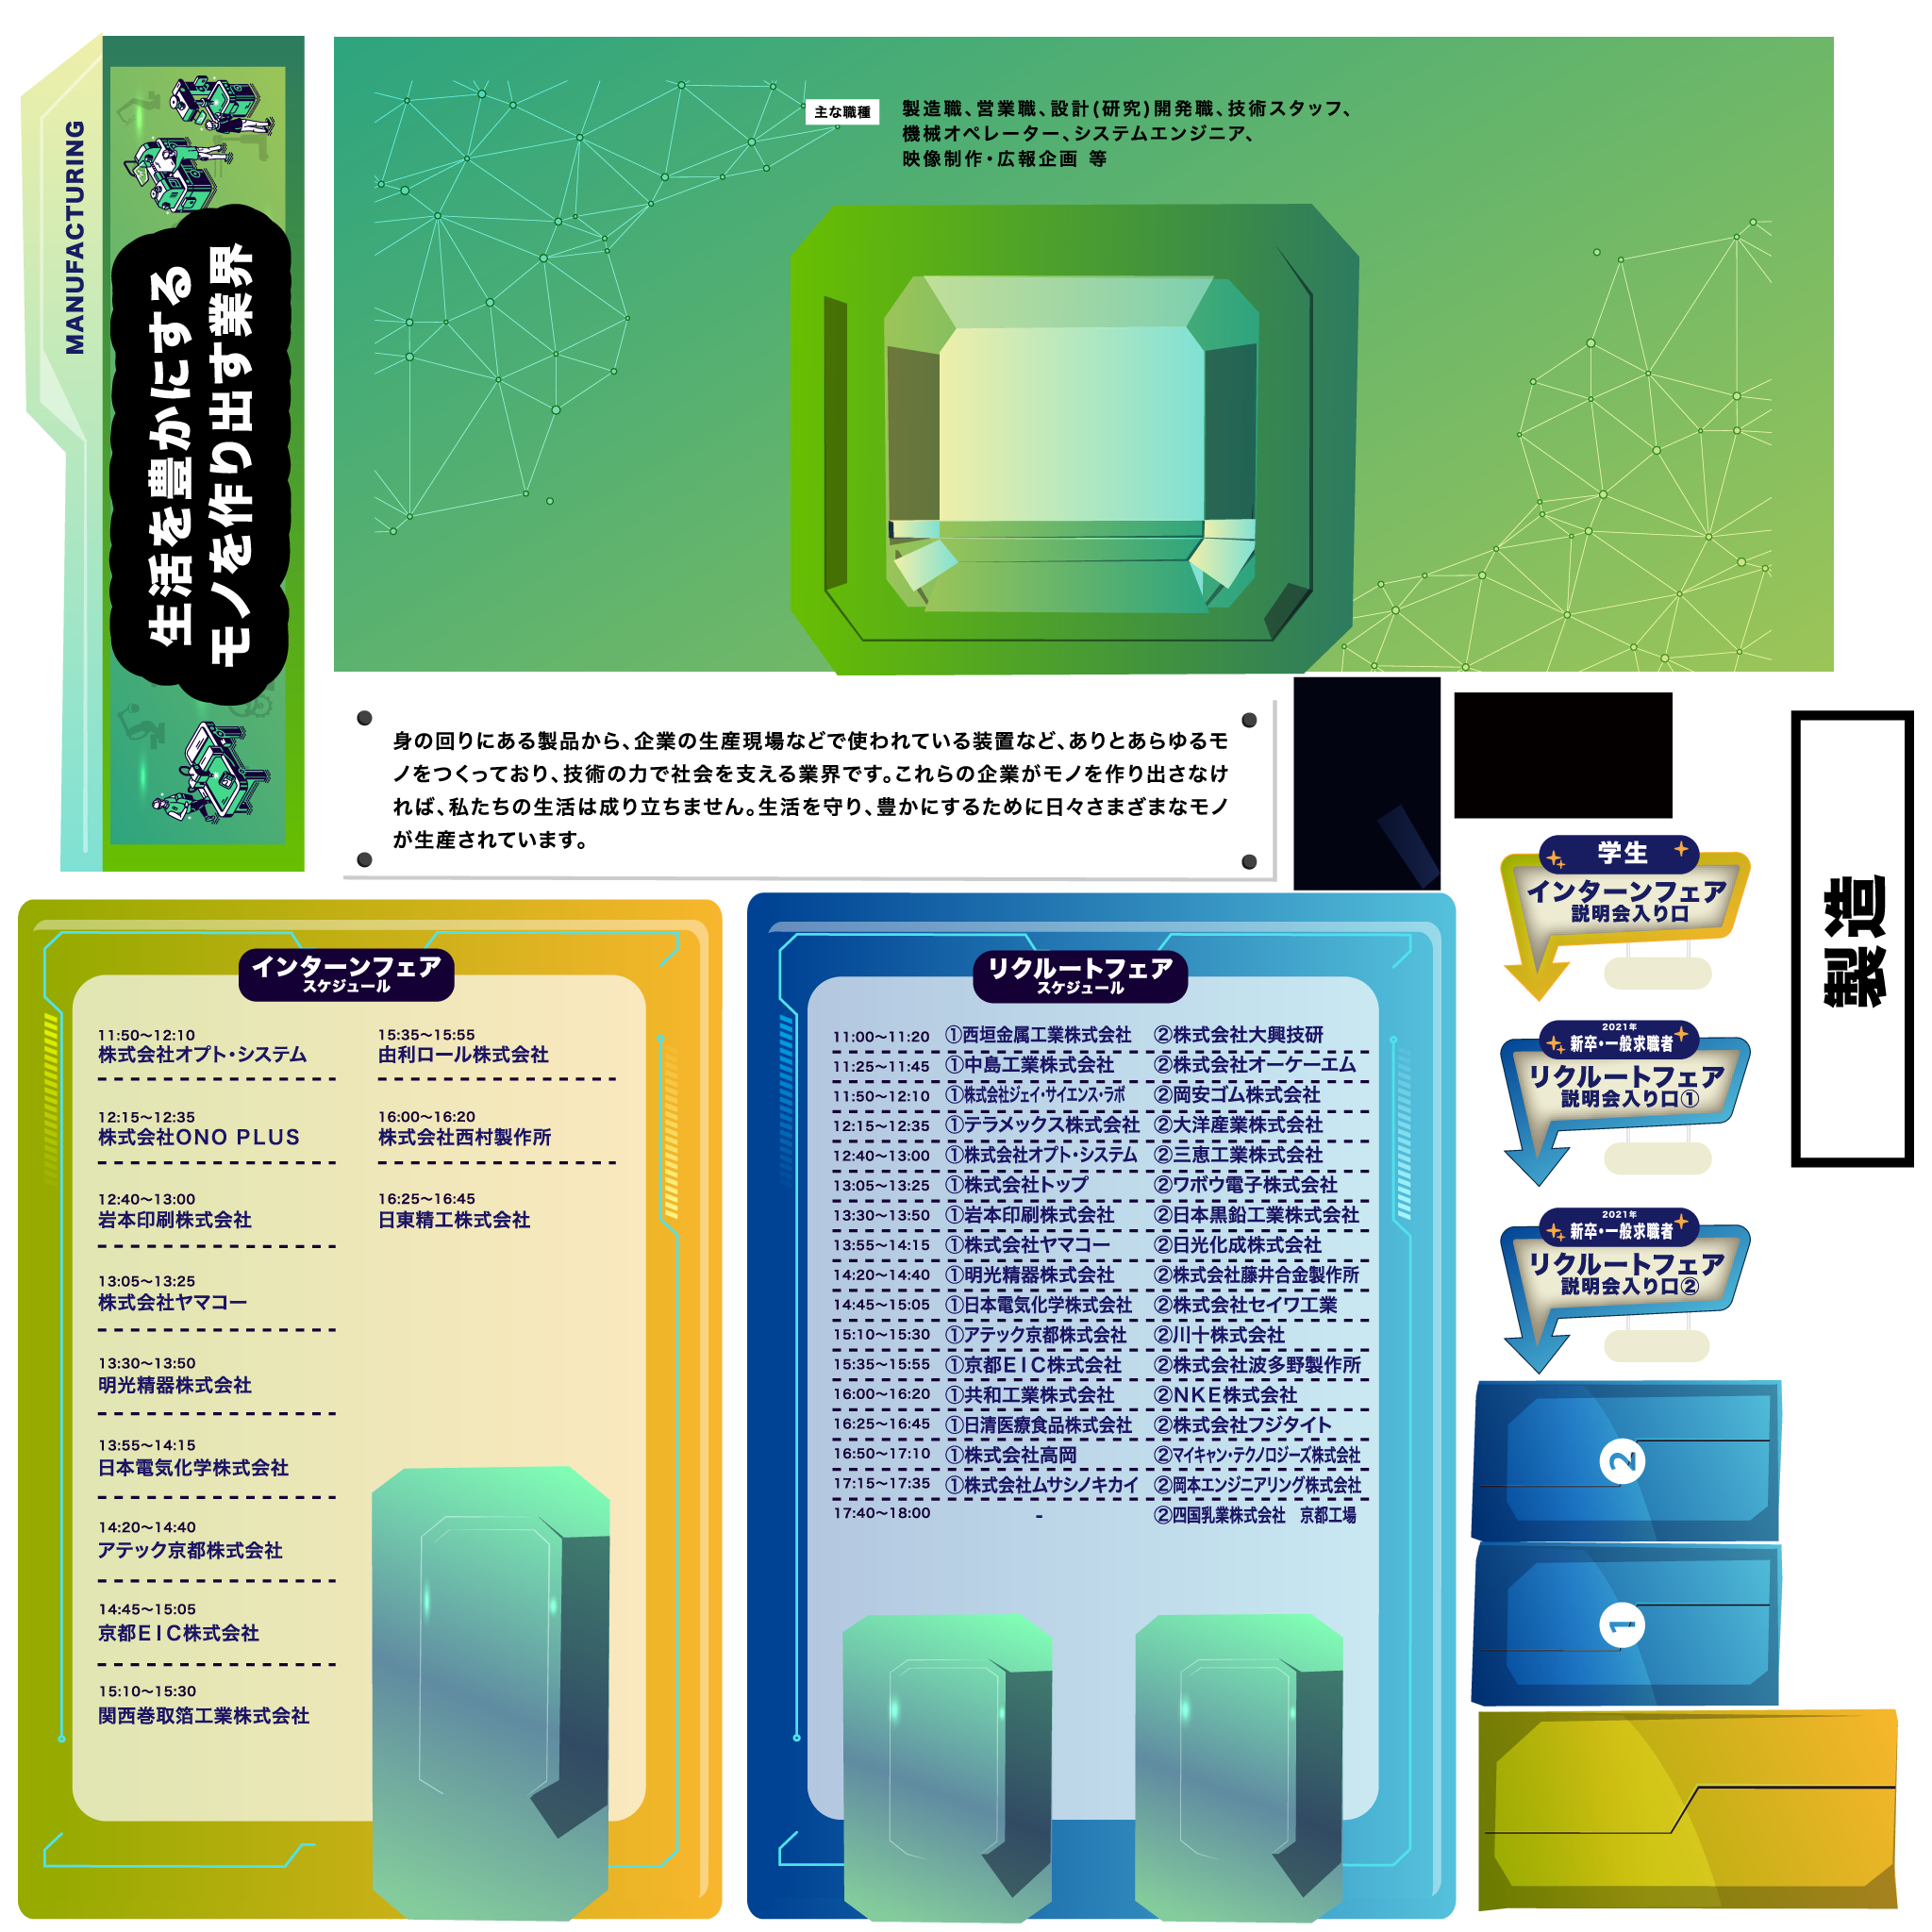 MANUFACTURING
生活を豊かにする
モノを作り出す業界
主な職種
製造職、営業職、設計(研究)開発職、技術スタッフ、
機械オペレーター、システムエンジニア、
映像制作・広報企画 等
身の回りにある製品から、企業の生産現場などで使われている装置など、ありとあらゆるモ
ノをつくっており、技術の力で社会を支える業界です。これらの企業がモノを作り出さなけ
れば、私たちの生活は成り立ちません。生活を守り、豊かにするために日々さまざまなモノ
が生産されています。
製造
学生
インターンフェア
説明会入り口
2021年
新卒・一般求職者
リクルートフェア
説明会入り口①
2021年
新卒・一般求職者
リクルートフェア
説明会入り口②
2
1
インターンフェア
スケジュール
11:50〜12:10
株式会社オプト・システム
12:15〜12:35
株式会社ONO PLUS
12:40〜13:00
岩本印刷株式会社
13:05〜13:25
株式会社ヤマコー
13:30〜13:50
明光精器株式会社
13:55〜14:15
日本電気化学株式会社
14:20〜14:40
アテック京都株式会社
14:45〜15:05
京都EIC株式会社
15:10〜15:30
関西巻取箔工業株式会社
15:35〜15:55
由利ロール株式会社
16:00〜16:20
株式会社西村製作所
16:25〜16:45
日東精工株式会社
リクルートフェア
スケジュール
11:00〜11:20 ①西垣金属工業株式会社 ②株式会社大興技研
11:25〜11:45 ①中島工業株式会社 ②株式会社オーケーエム
11:50〜12:10 ①株式会社ジェイ・サイエンス・ラボ ②岡安ゴム株式会社
12:15〜12:35 ①テラメックス株式会社 ②大洋産業株式会社
12:40〜13:00 ①株式会社オプト・システム ②三恵工業株式会社
13:05〜13:25 ①株式会社トップ ②ワボウ電子株式会社
13:30〜13:50 ①岩本印刷株式会社 ②日本黒鉛工業株式会社
13:55〜14:15 ①株式会社ヤマコー ②日光化成株式会社
14:20〜14:40 ①明光精器株式会社 ②株式会社藤井合金製作所
14:45〜15:05 ①日本電気化学株式会社 ②株式会社セイワ工業
15:10〜15:30 ①アテック京都株式会社 ②川十株式会社
15:35〜15:55 ①京都EIC株式会社 ②株式会社波多野製作所
16:00〜16:20 ①共和工業株式会社 ②NKE株式会社
16:25〜16:45 ①日清医療食品株式会社 ②株式会社フジタイト
16:50〜17:10 ①株式会社高岡 ②マイキャン・テクノロジーズ株式会社
17:15〜17:35 ①株式会社ムサシノキカイ ②岡本エンジニアリング株式会社
17:40〜18:00 - ②四国乳業株式会社 京都工場